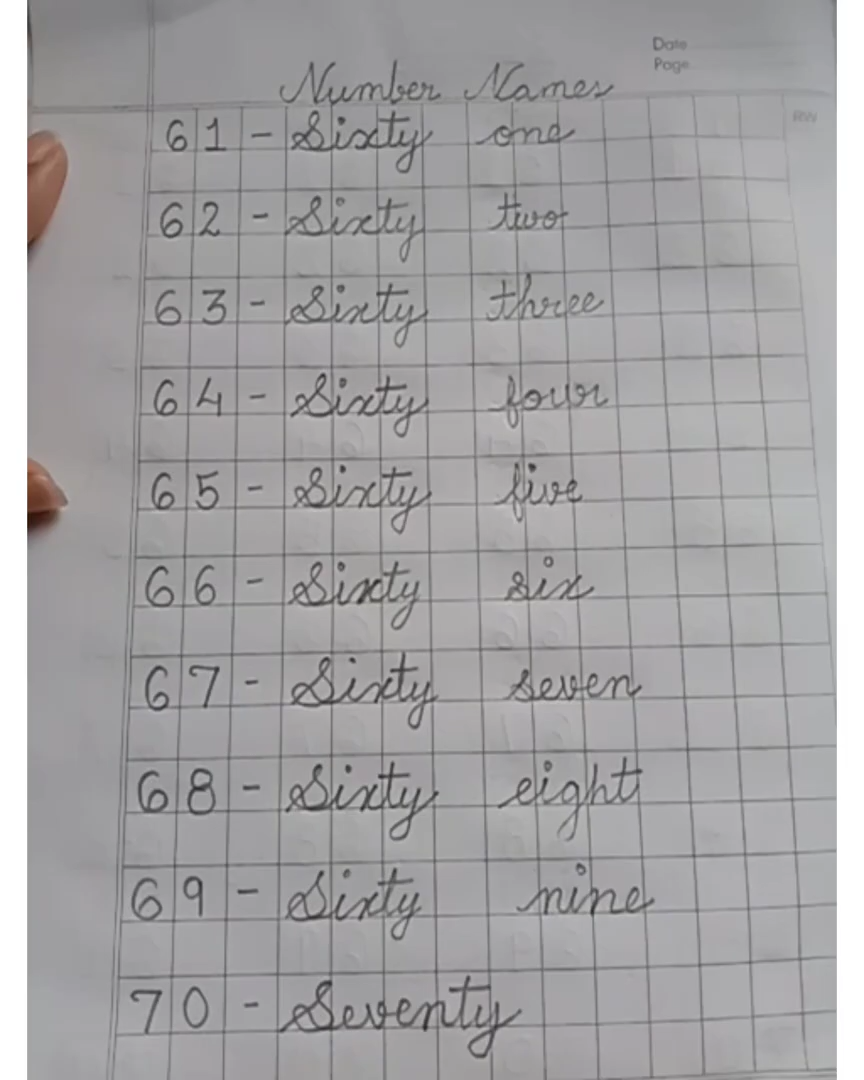 Date
Page
Number Names
RW
61 - Sixty one
62 - Sixty two
63 - Sixty three
64 - Sixty four
65 - Sixty five
66 - Sixty six
67 - Sixty seven
68 - Sixty eight
69 - Sixty nine
70 - Seventy